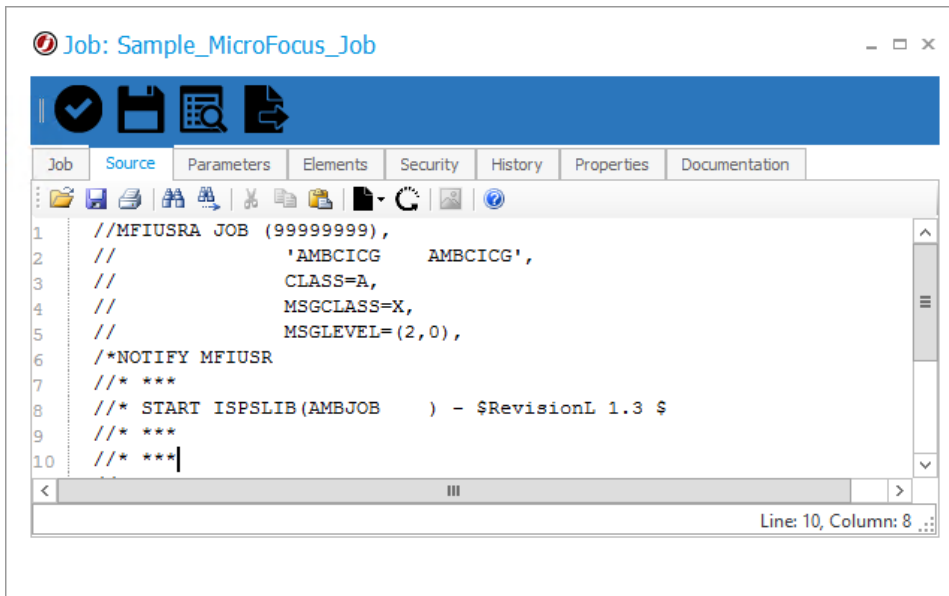 Job: Sample_MicroFocus_Job
Job Source Parameters Elements Security History Properties Documentation
1 //MFIUSRA JOB (99999999),
2 //             'AMBCICG    AMBCICG',
3 //             CLASS=A,
4 //             MSGCLASS=X,
5 //             MSGLEVEL=(2,0),
6 /*NOTIFY MFIUSR
7 //* ***
8 //* START ISPSLIB(AMBJOB    ) - $RevisionL 1.3 $
9 //* ***
10 //* ***
Line: 10, Column: 8